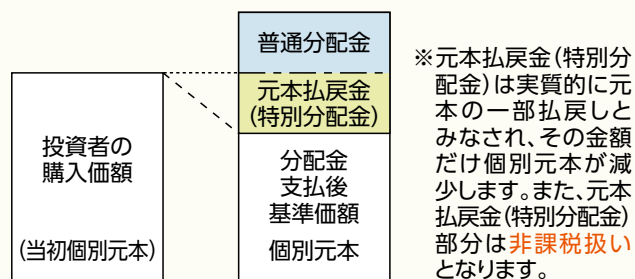 投資者の
購入価額
(当初個別元本)
普通分配金
元本払戻金
(特別分配金)
分配金
支払後
基準価額
個別元本
※元本払戻金(特別分
配金)は実質的に元
本の一部払戻しと
みなされ、その金額
だけ個別元本が減
少します。また、元本
払戻金(特別分配金)
部分は非課税扱い
となります。